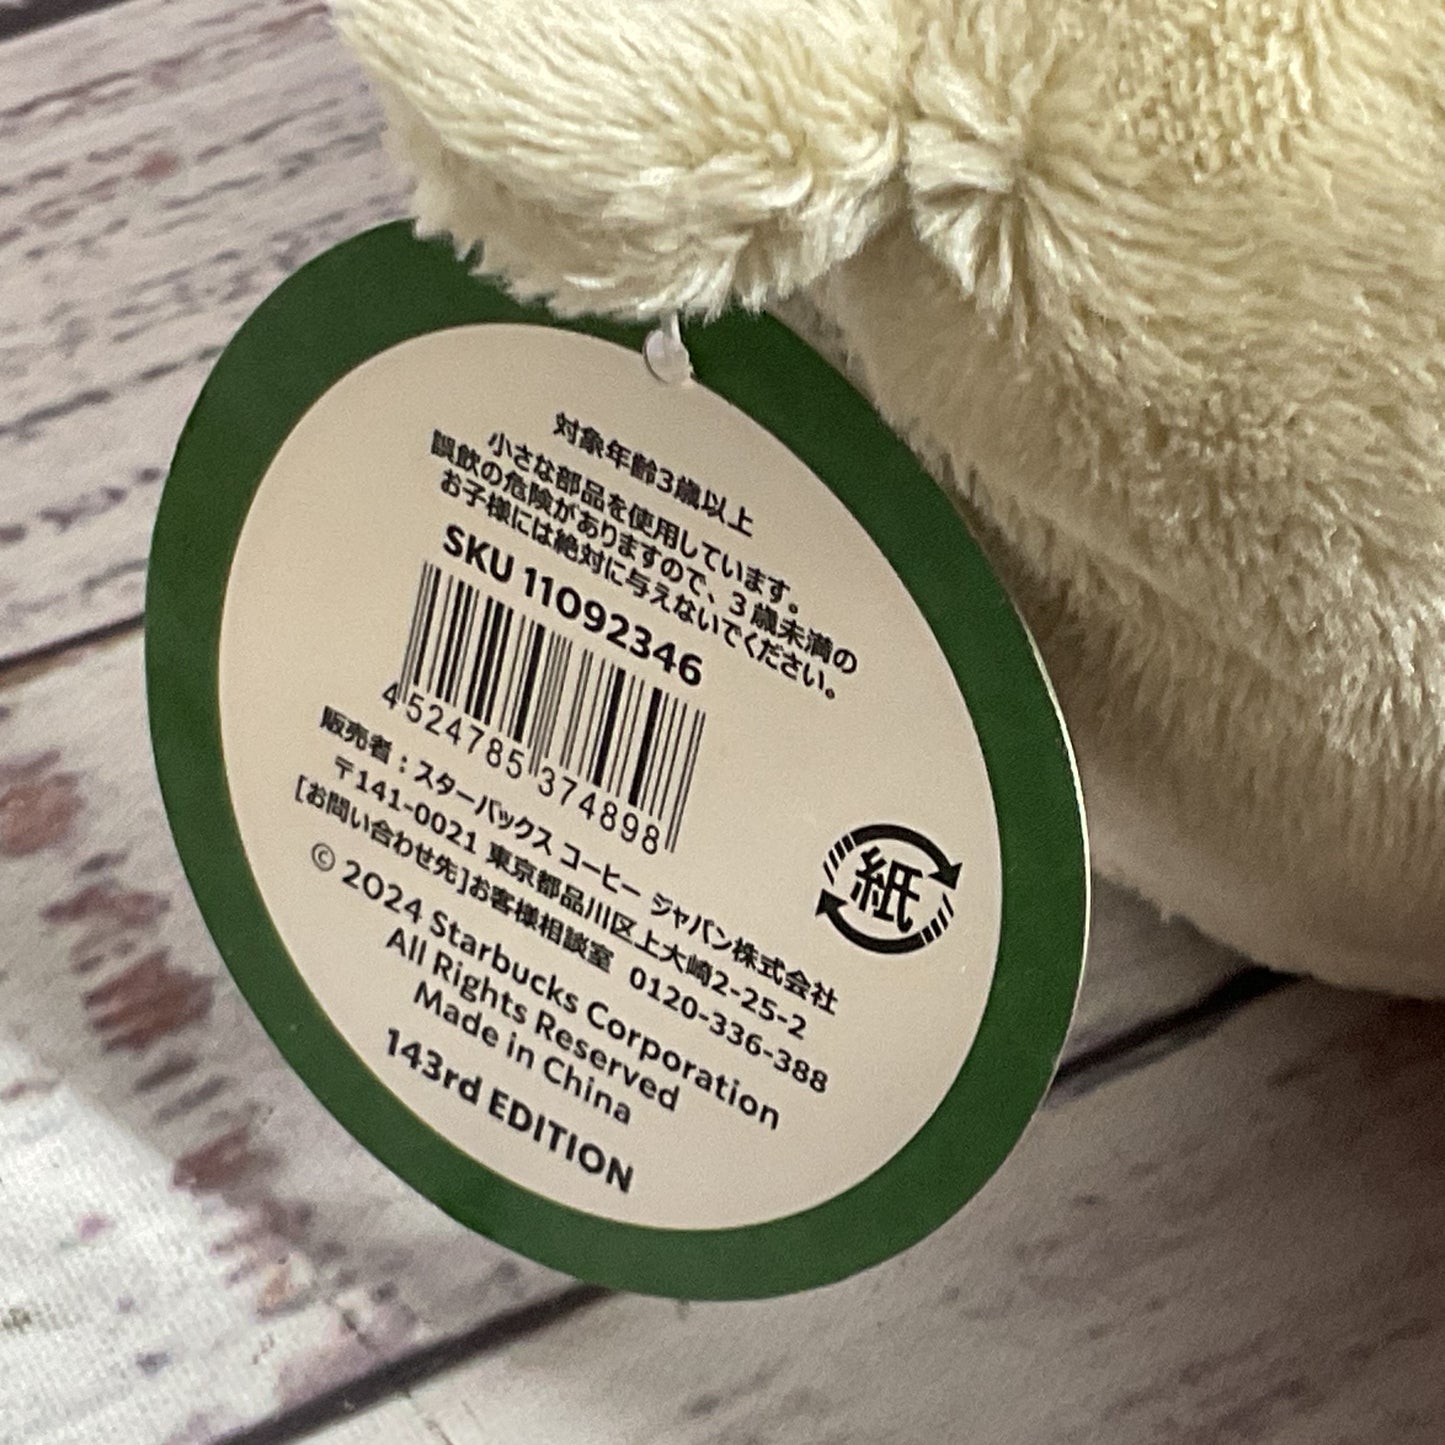 対象年齢3歳以上
小さな部品を使用しています。
誤飲の危険がありますので、3歳未満の
お子様には絶対に与えないでください。
SKU 11092346
4 524785 374898
販売者：スターバックス コーヒー ジャパン株式会社
〒141-0021 東京都品川区上大崎2-25-2
[お問い合わせ先]お客様相談室 0120-336-388
© 2024 Starbucks Corporation
All Rights Reserved
Made in China
143rd EDITION
紙